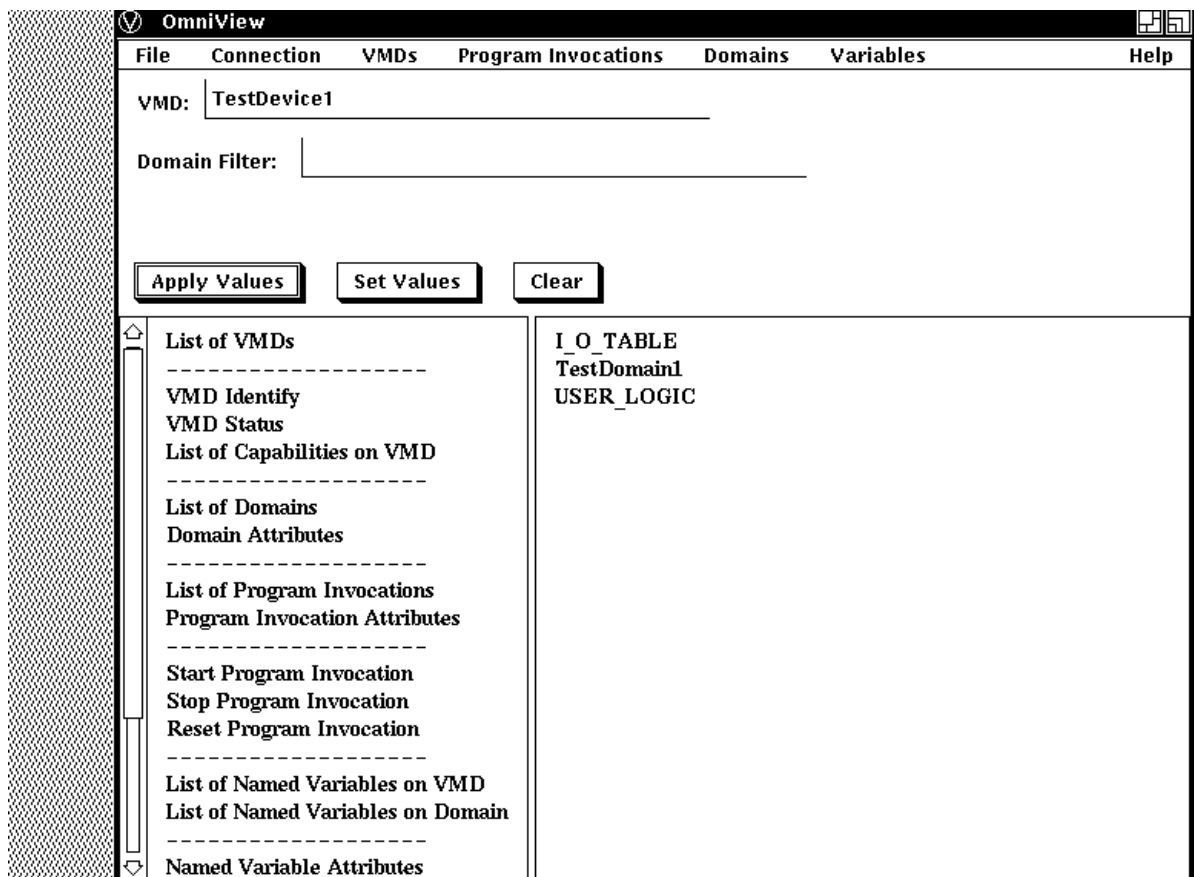 OmniView
File Connection VMDs Program Invocations Domains Variables Help
VMD: TestDevice1
Domain Filter:
Apply Values Set Values Clear
List of VMDs
--------------------
VMD Identify
VMD Status
List of Capabilities on VMD
--------------------
List of Domains
Domain Attributes
--------------------
List of Program Invocations
Program Invocation Attributes
--------------------
Start Program Invocation
Stop Program Invocation
Reset Program Invocation
--------------------
List of Named Variables on VMD
List of Named Variables on Domain
--------------------
Named Variable Attributes
I_O_TABLE
TestDomain1
USER_LOGIC